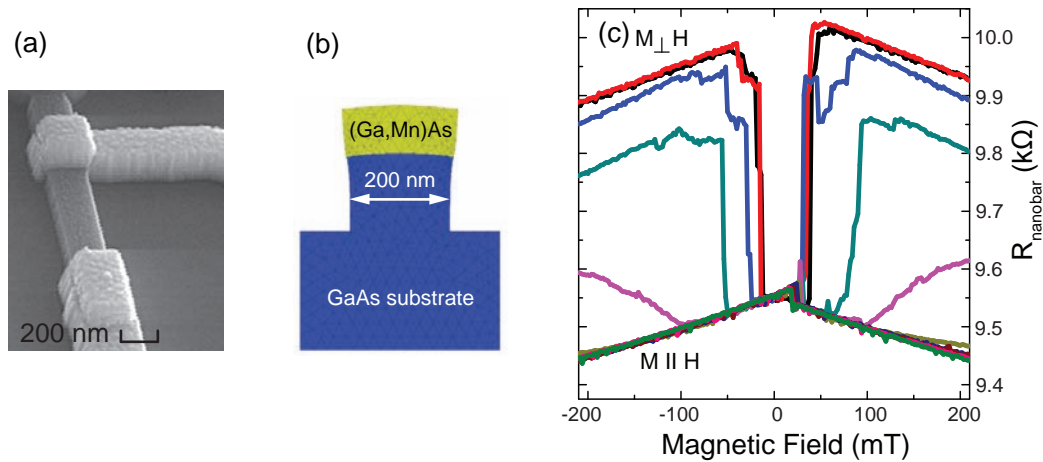 (a)
200 nm
(b)
(Ga,Mn)As
200 nm
GaAs substrate
(c)
M⊥H
M II H
10.0
9.9
9.8
9.7
9.6
9.5
9.4
R_nanobar (kΩ)
-200 -100 0 100 200
Magnetic Field (mT)